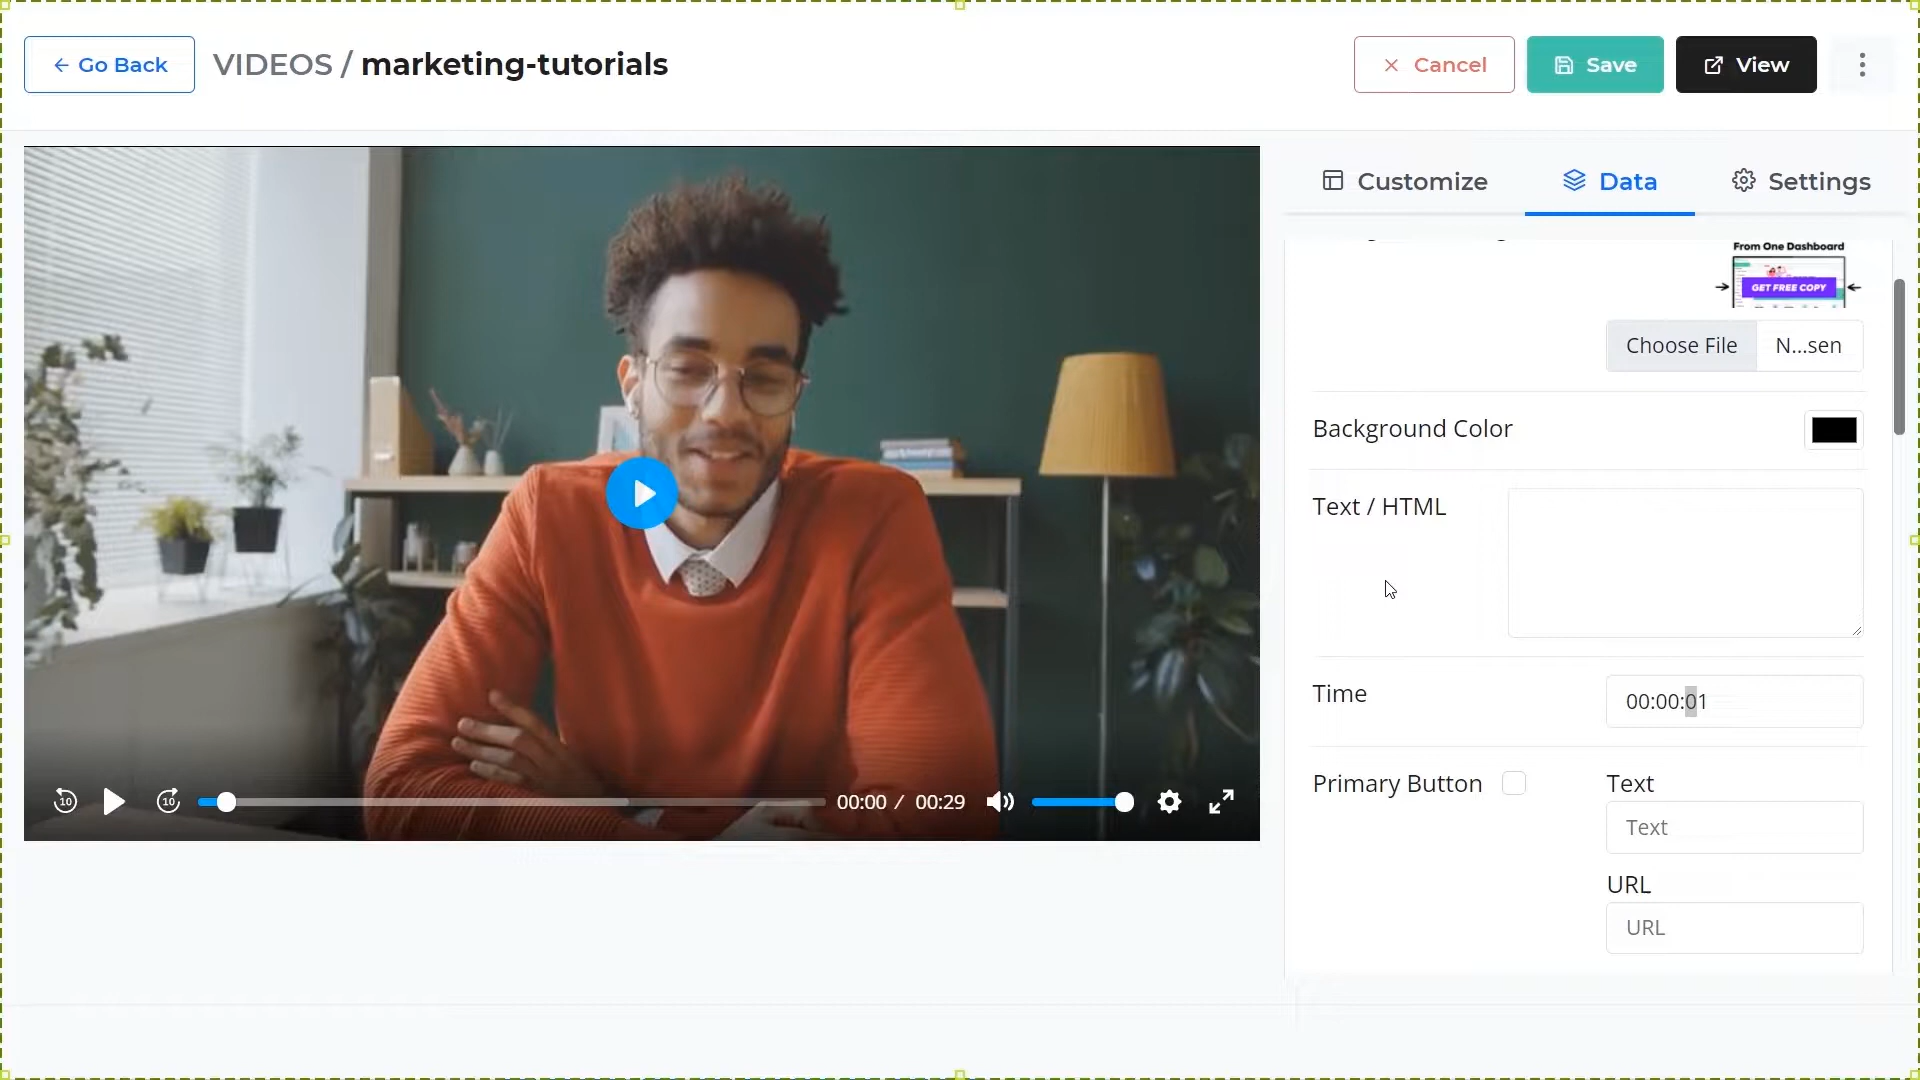 Go Back
VIDEOS / marketing-tutorials
Cancel
Save
View
Customize
Data
Settings
From One Dashboard
GET FREE COPY
Choose File
N...sen
Background Color
Text / HTML
Time
00:00:01
Primary Button
Text
Text
URL
URL
10
10
00:00 / 00:29